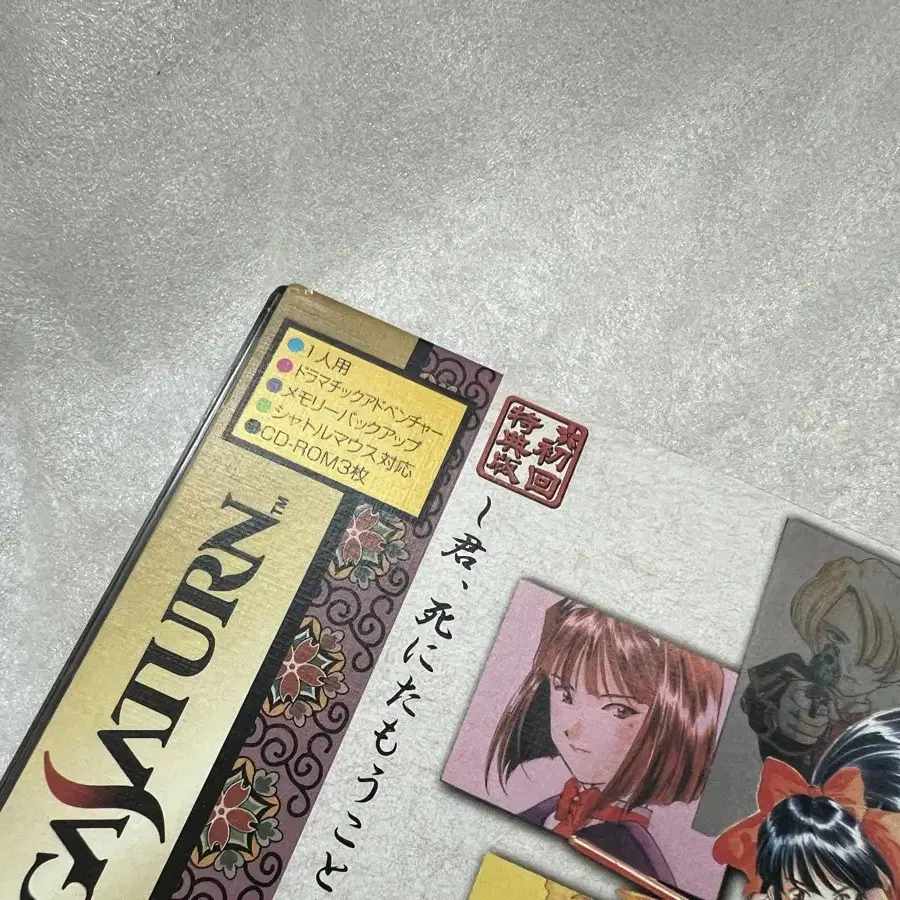 1人用
ドラマチックアドベンチャー
メモリーバックアップ
シャトルマウス対応
CD-ROM3枚
SATURN™
初回
特典版
〜君、死にたもうこと